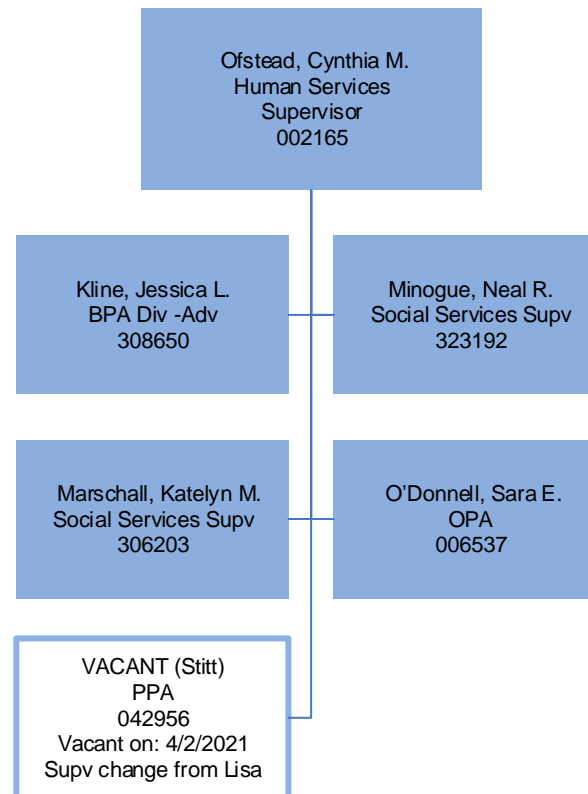 Ofstead, Cynthia M.
Human Services
Supervisor
002165
Kline, Jessica L.
BPA Div -Adv
308650
Minogue, Neal R.
Social Services Supv
323192
Marschall, Katelyn M.
Social Services Supv
306203
O’Donnell, Sara E.
OPA
006537
VACANT (Stitt)
PPA
042956
Vacant on: 4/2/2021
Supv change from Lisa